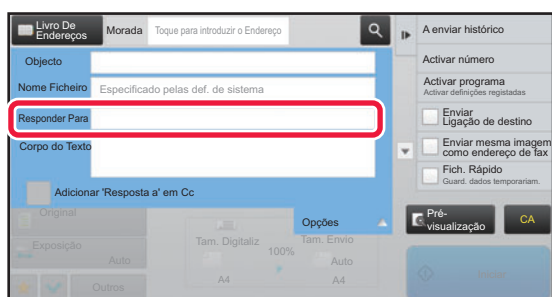 Livro De
Endereços
Morada
Toque para introduzir o Endereço
A enviar histórico
Objecto
Activar número
Nome Ficheiro
Especificado pelas def. de sistema
Activar programa
Activar definições registadas
Responder Para
Enviar
Ligação de destino
Corpo do Texto
Enviar mesma imagem
como endereço de fax
Fich. Rápido
Guard. dados temporariam.
Adicionar 'Resposta a' em Cc
Original
Opções
Pré-
visualização
CA
Exposição
Auto
Tam. Digitaliz
100%
Tam. Envio
Auto
A4
A4
Outros
Iniciar